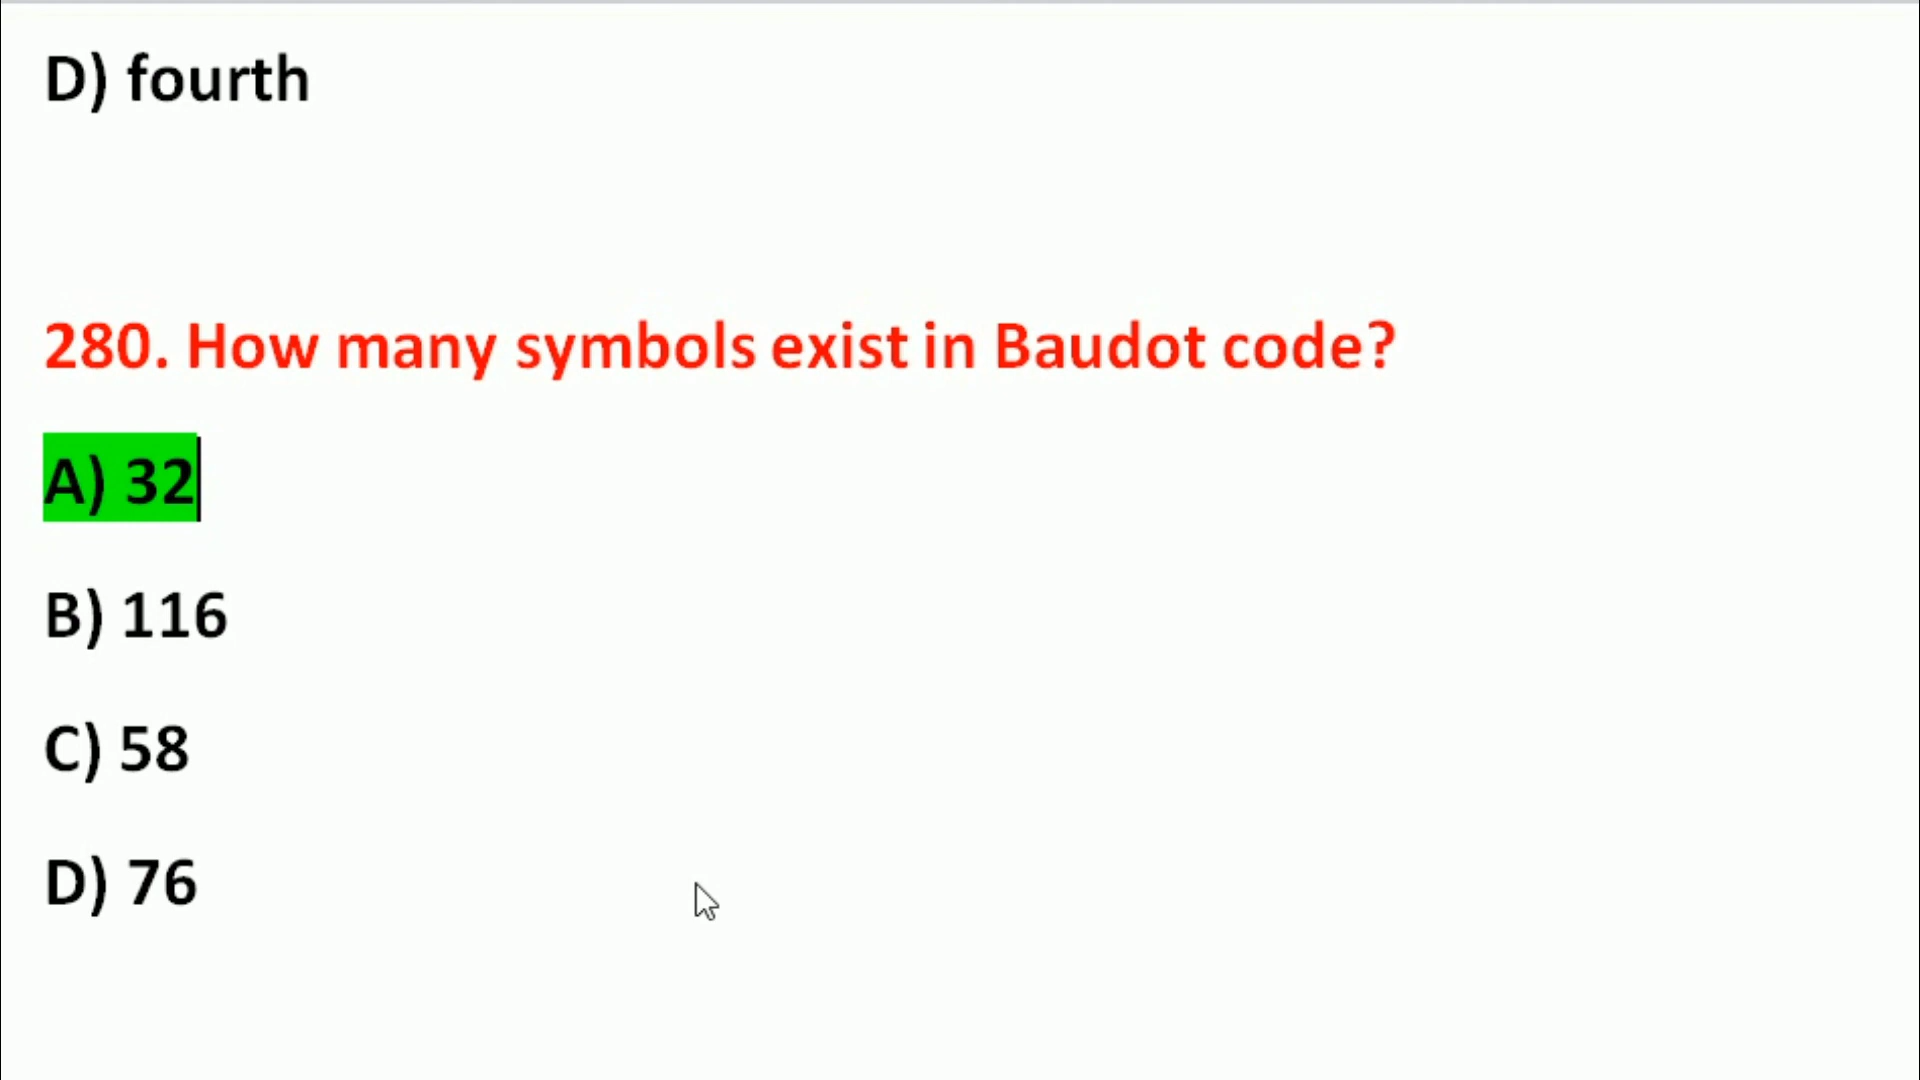 D) fourth
280. How many symbols exist in Baudot code?
A) 32
B) 116
C) 58
D) 76